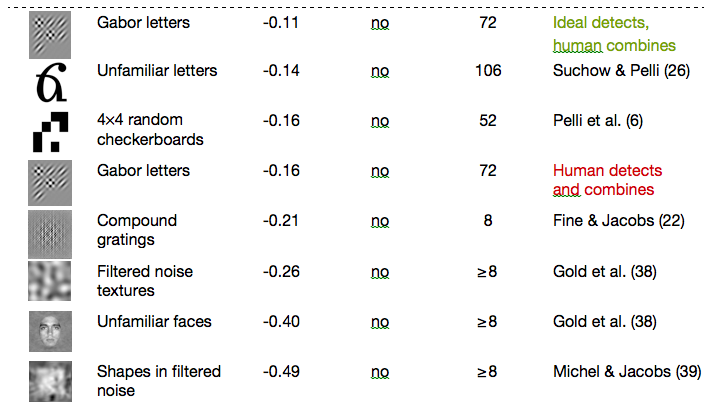 Gabor letters -0.11 no 72 Ideal detects,
human combines
Unfamiliar letters -0.14 no 106 Suchow & Pelli (26)
4×4 random -0.16 no 52 Pelli et al. (6)
checkerboards
Gabor letters -0.16 no 72 Human detects
and combines
Compound -0.21 no 8 Fine & Jacobs (22)
gratings
Filtered noise -0.26 no ≥8 Gold et al. (38)
textures
Unfamiliar faces -0.40 no ≥8 Gold et al. (38)
Shapes in filtered -0.49 no ≥8 Michel & Jacobs (39)
noise